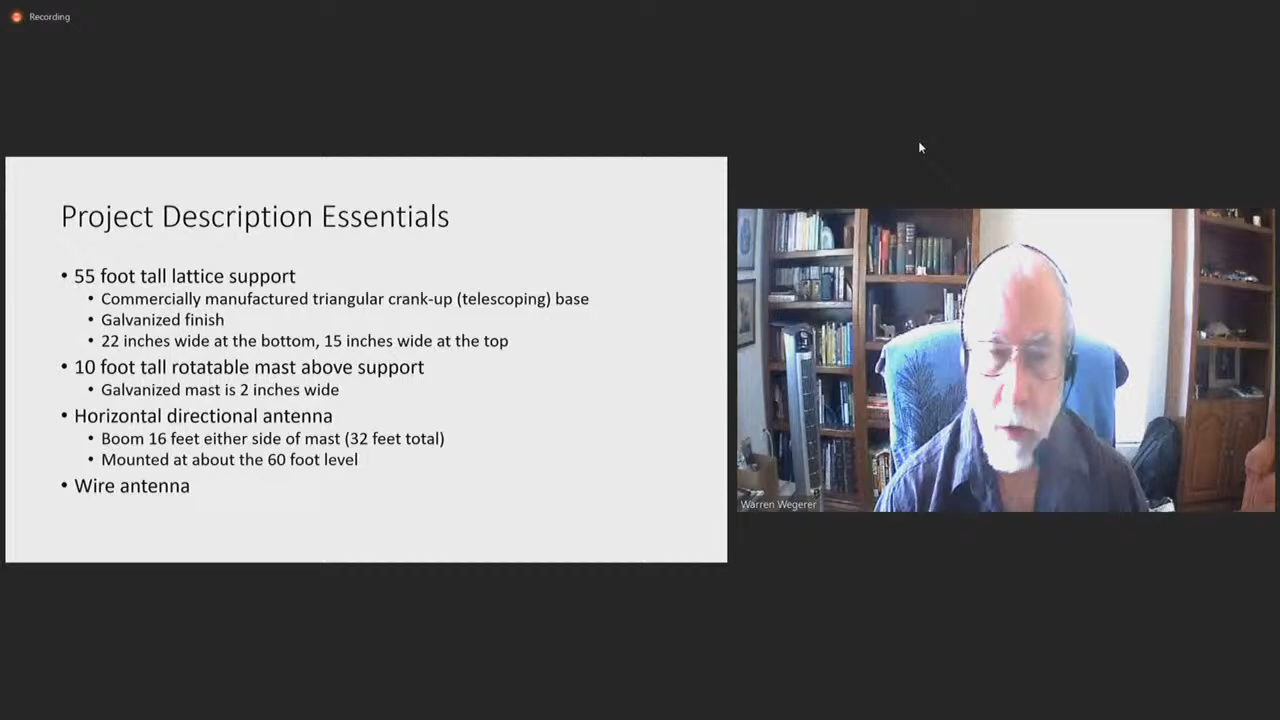 Recording
Project Description Essentials
• 55 foot tall lattice support
• Commercially manufactured triangular crank-up (telescoping) base
• Galvanized finish
• 22 inches wide at the bottom, 15 inches wide at the top
• 10 foot tall rotatable mast above support
• Galvanized mast is 2 inches wide
• Horizontal directional antenna
• Boom 16 feet either side of mast (32 feet total)
• Mounted at about the 60 foot level
• Wire antenna
Warren Wegerer